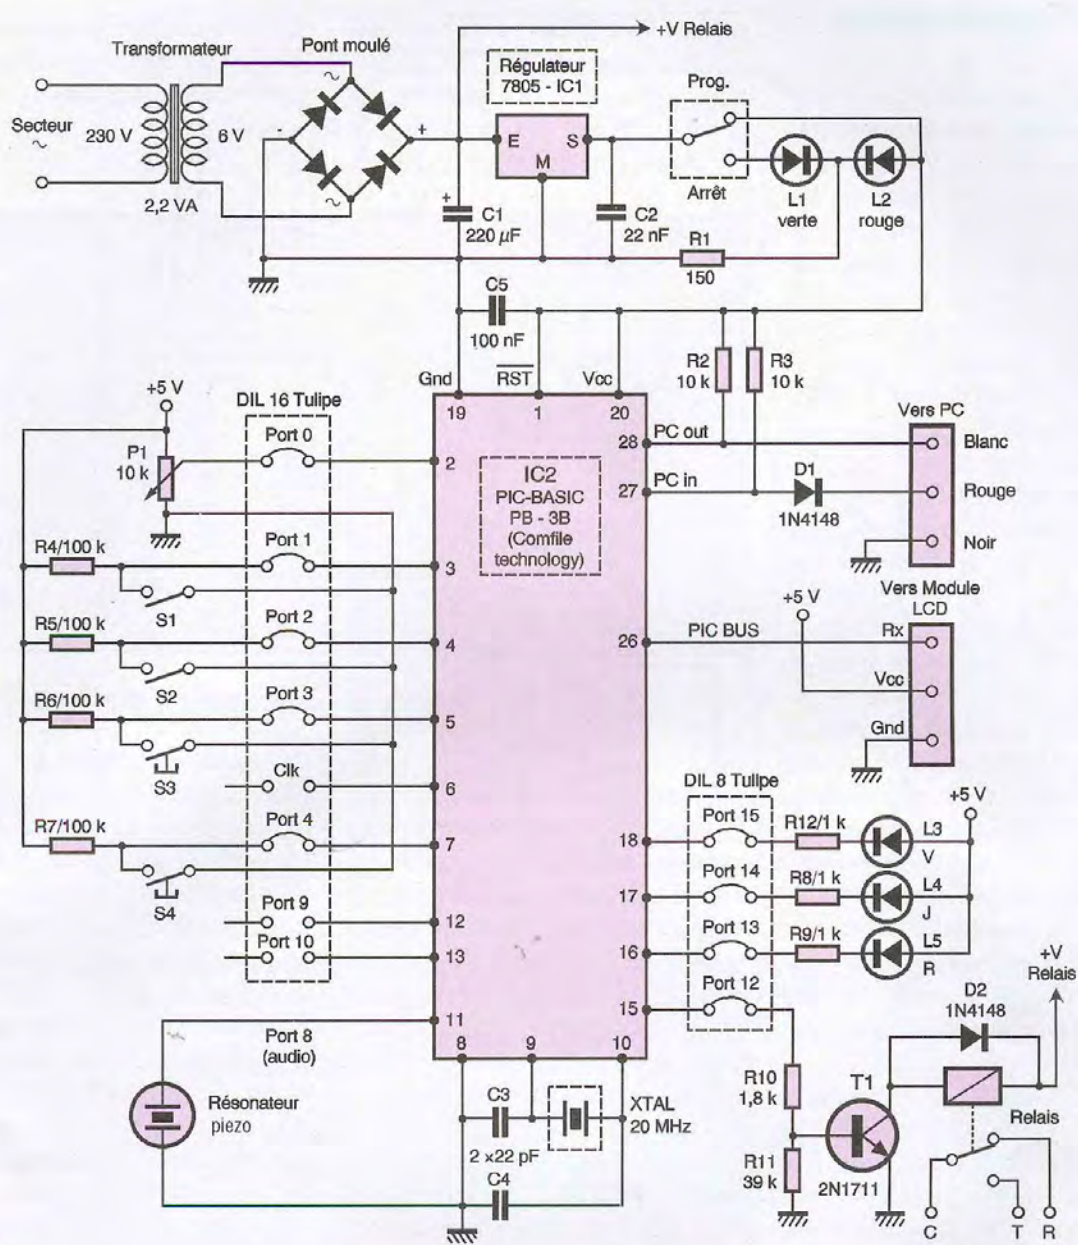 +V Relais
Transformateur
Pont moulé
Régulateur
7805 - IC1
Prog.
Arrêt
Secteur
~
230 V
6 V
2,2 VA
~
~
-
+
E
S
M
+
C1
220 µF
C2
22 nF
R1
150
L1
verte
L2
rouge
C5
100 nF
Gnd
RST
Vcc
R2
10 k
R3
10 k
19
1
20
+5 V
DIL 16 Tulipe
P1
10 k
Port 0
2
IC2
PIC-BASIC
PB - 3B
(Comfile
technology)
28
PC out
27
PC in
D1
1N4148
Vers PC
Blanc
Rouge
Noir
R4/100 k
Port 1
3
S1
R5/100 k
Port 2
4
S2
R6/100 k
Port 3
5
S3
Clk
6
R7/100 k
Port 4
7
S4
Port 9
12
Port 10
13
26
PIC BUS
+5 V
Vers Module
LCD
Rx
Vcc
Gnd
DIL 8 Tulipe
+5 V
18
Port 15
R12/1 k
L3
V
17
Port 14
R8/1 k
L4
J
16
Port 13
R9/1 k
L5
R
15
Port 12
+V
Relais
D2
1N4148
11
Port 8
(audio)
8
9
10
Résonateur
piezo
C3
2 x22 pF
C4
XTAL
20 MHz
R10
1,8 k
R11
39 k
T1
2N1711
Relais
C
T
R